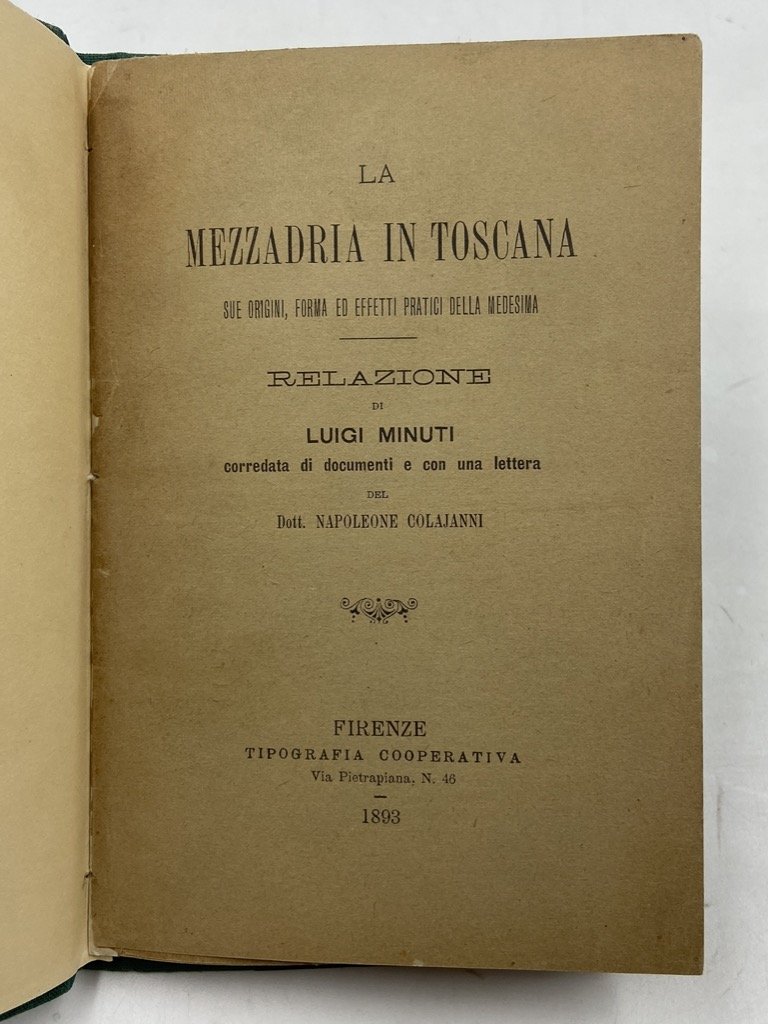 LA
MEZZADRIA IN TOSCANA
SUE ORIGINI, FORMA ED EFFETTI PRATICI DELLA MEDESIMA
RELAZIONE
DI
LUIGI MINUTI
corredata di documenti e con una lettera
DEL
Dott. NAPOLEONE COLAJANNI
FIRENZE
TIPOGRAFIA COOPERATIVA
Via Pietrapiana, N. 46
1893